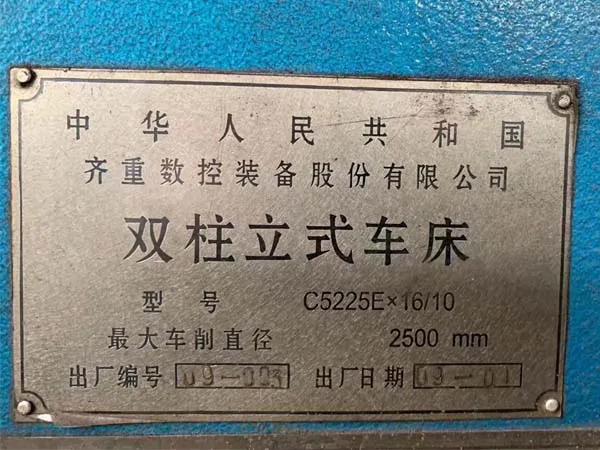 中华人民共和国
齐重数控装备股份有限公司
双柱立式车床
型号 C5225E×16/10
最大车削直径 2500 mm
出厂编号 09-003 出厂日期 09-01